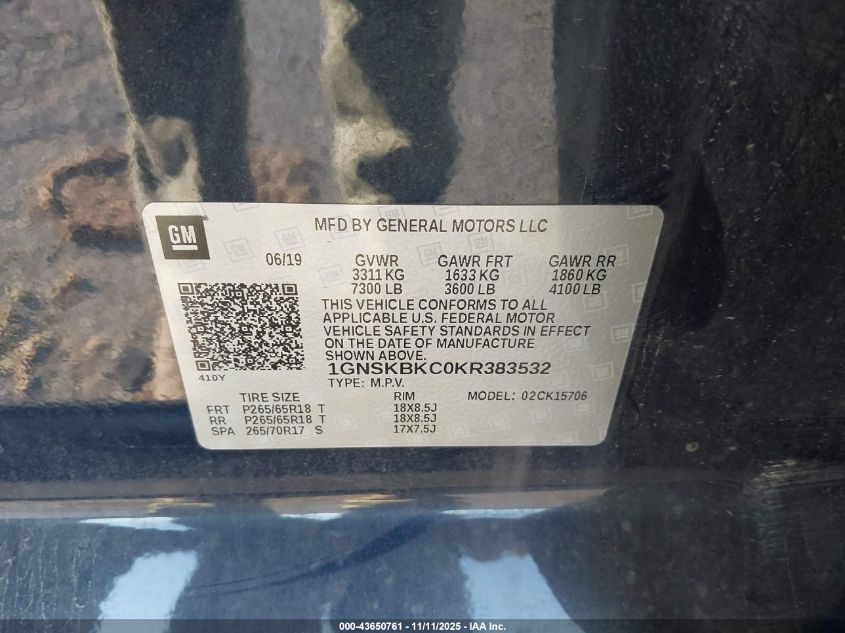 GM
MFD BY GENERAL MOTORS LLC
06/19 GVWR GAWR FRT GAWR RR
3311 KG 1633 KG 1860 KG
7300 LB 3600 LB 4100 LB
THIS VEHICLE CONFORMS TO ALL
APPLICABLE U.S. FEDERAL MOTOR
VEHICLE SAFETY STANDARDS IN EFFECT
ON THE DATE OF MANUFACTURE
SHOWN ABOVE.
1GNSKBKC0KR383532
410Y
TYPE: M.P.V.
TIRE SIZE RIM MODEL: 02CK15706
FRT P265/65R18 T 18X8.5J
RR P265/65R18 T 18X8.5J
SPA 265/70R17 S 17X7.5J
000-43650761 - 11/11/2025 - IAA Inc.